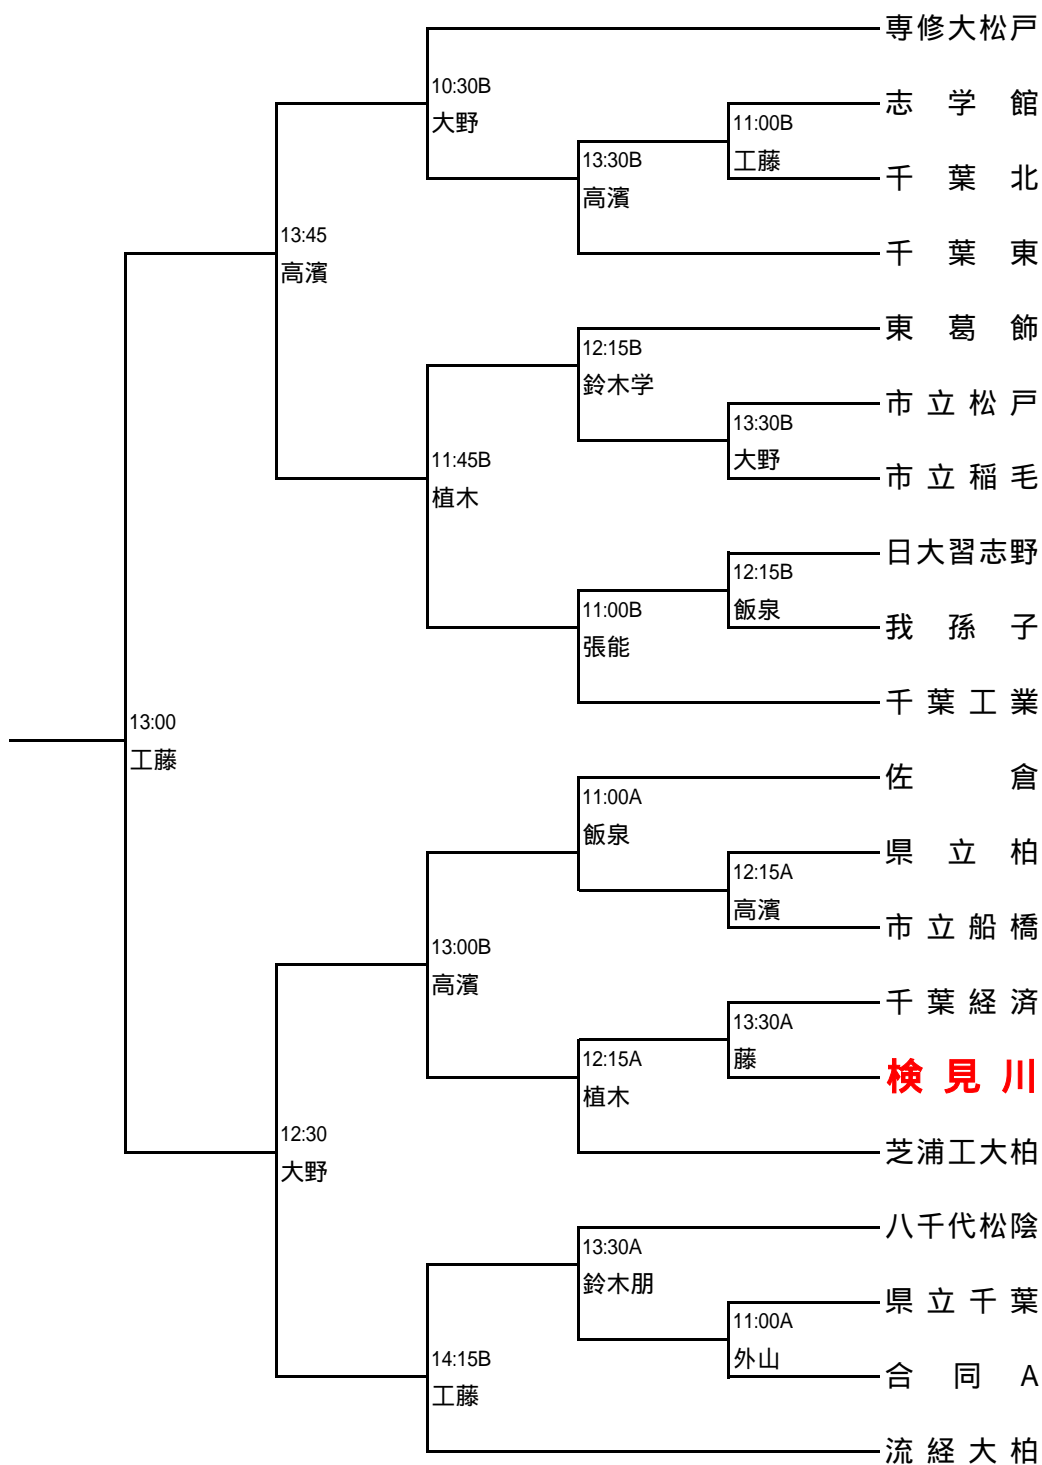 専修大松戸
10:30B
大野
志学館
11:00B
工藤
13:30B
高濱
千葉北
13:45
高濱
千葉東
東葛飾
12:15B
鈴木学
市立松戸
13:30B
大野
11:45B
植木
市立稲毛
日大習志野
12:15B
飯泉
11:00B
張能
我孫子
千葉工業
13:00
工藤
佐倉
11:00A
飯泉
県立柏
12:15A
高濱
市立船橋
13:00B
高濱
千葉経済
13:30A
藤
検見川
12:15A
植木
12:30
大野
芝浦工大柏
八千代松陰
13:30A
鈴木朋
県立千葉
11:00A
外山
14:15B
工藤
合同A
流経大柏